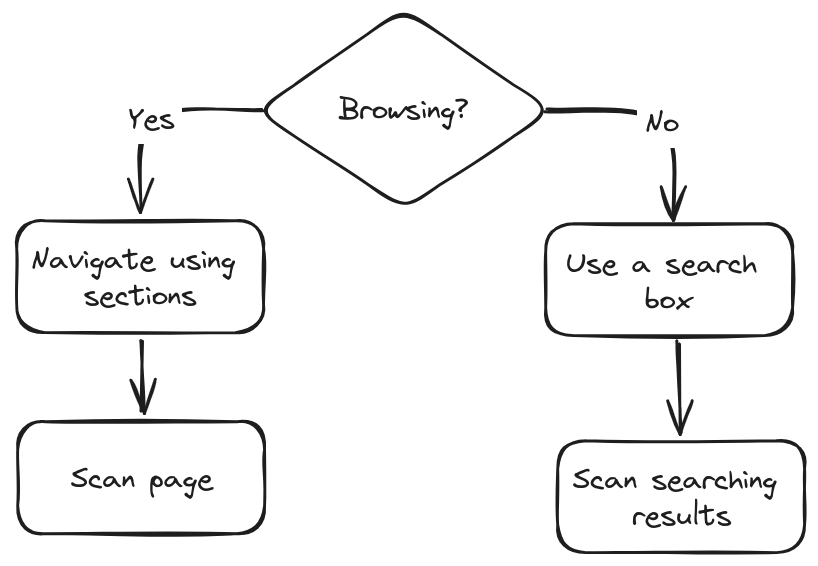 Browsing?
Yes
No
Navigate using
sections
Use a search
box
Scan page
Scan searching
results